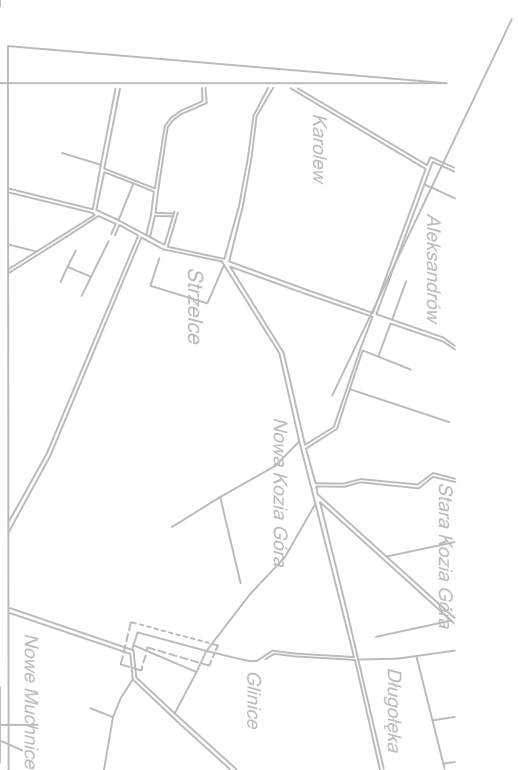 Karolew
Aleksandrów
Strzelce
Nowa Kozia Góra
Stara Kozia Góra
Nowe Muchnice
Glinice
Długołęka